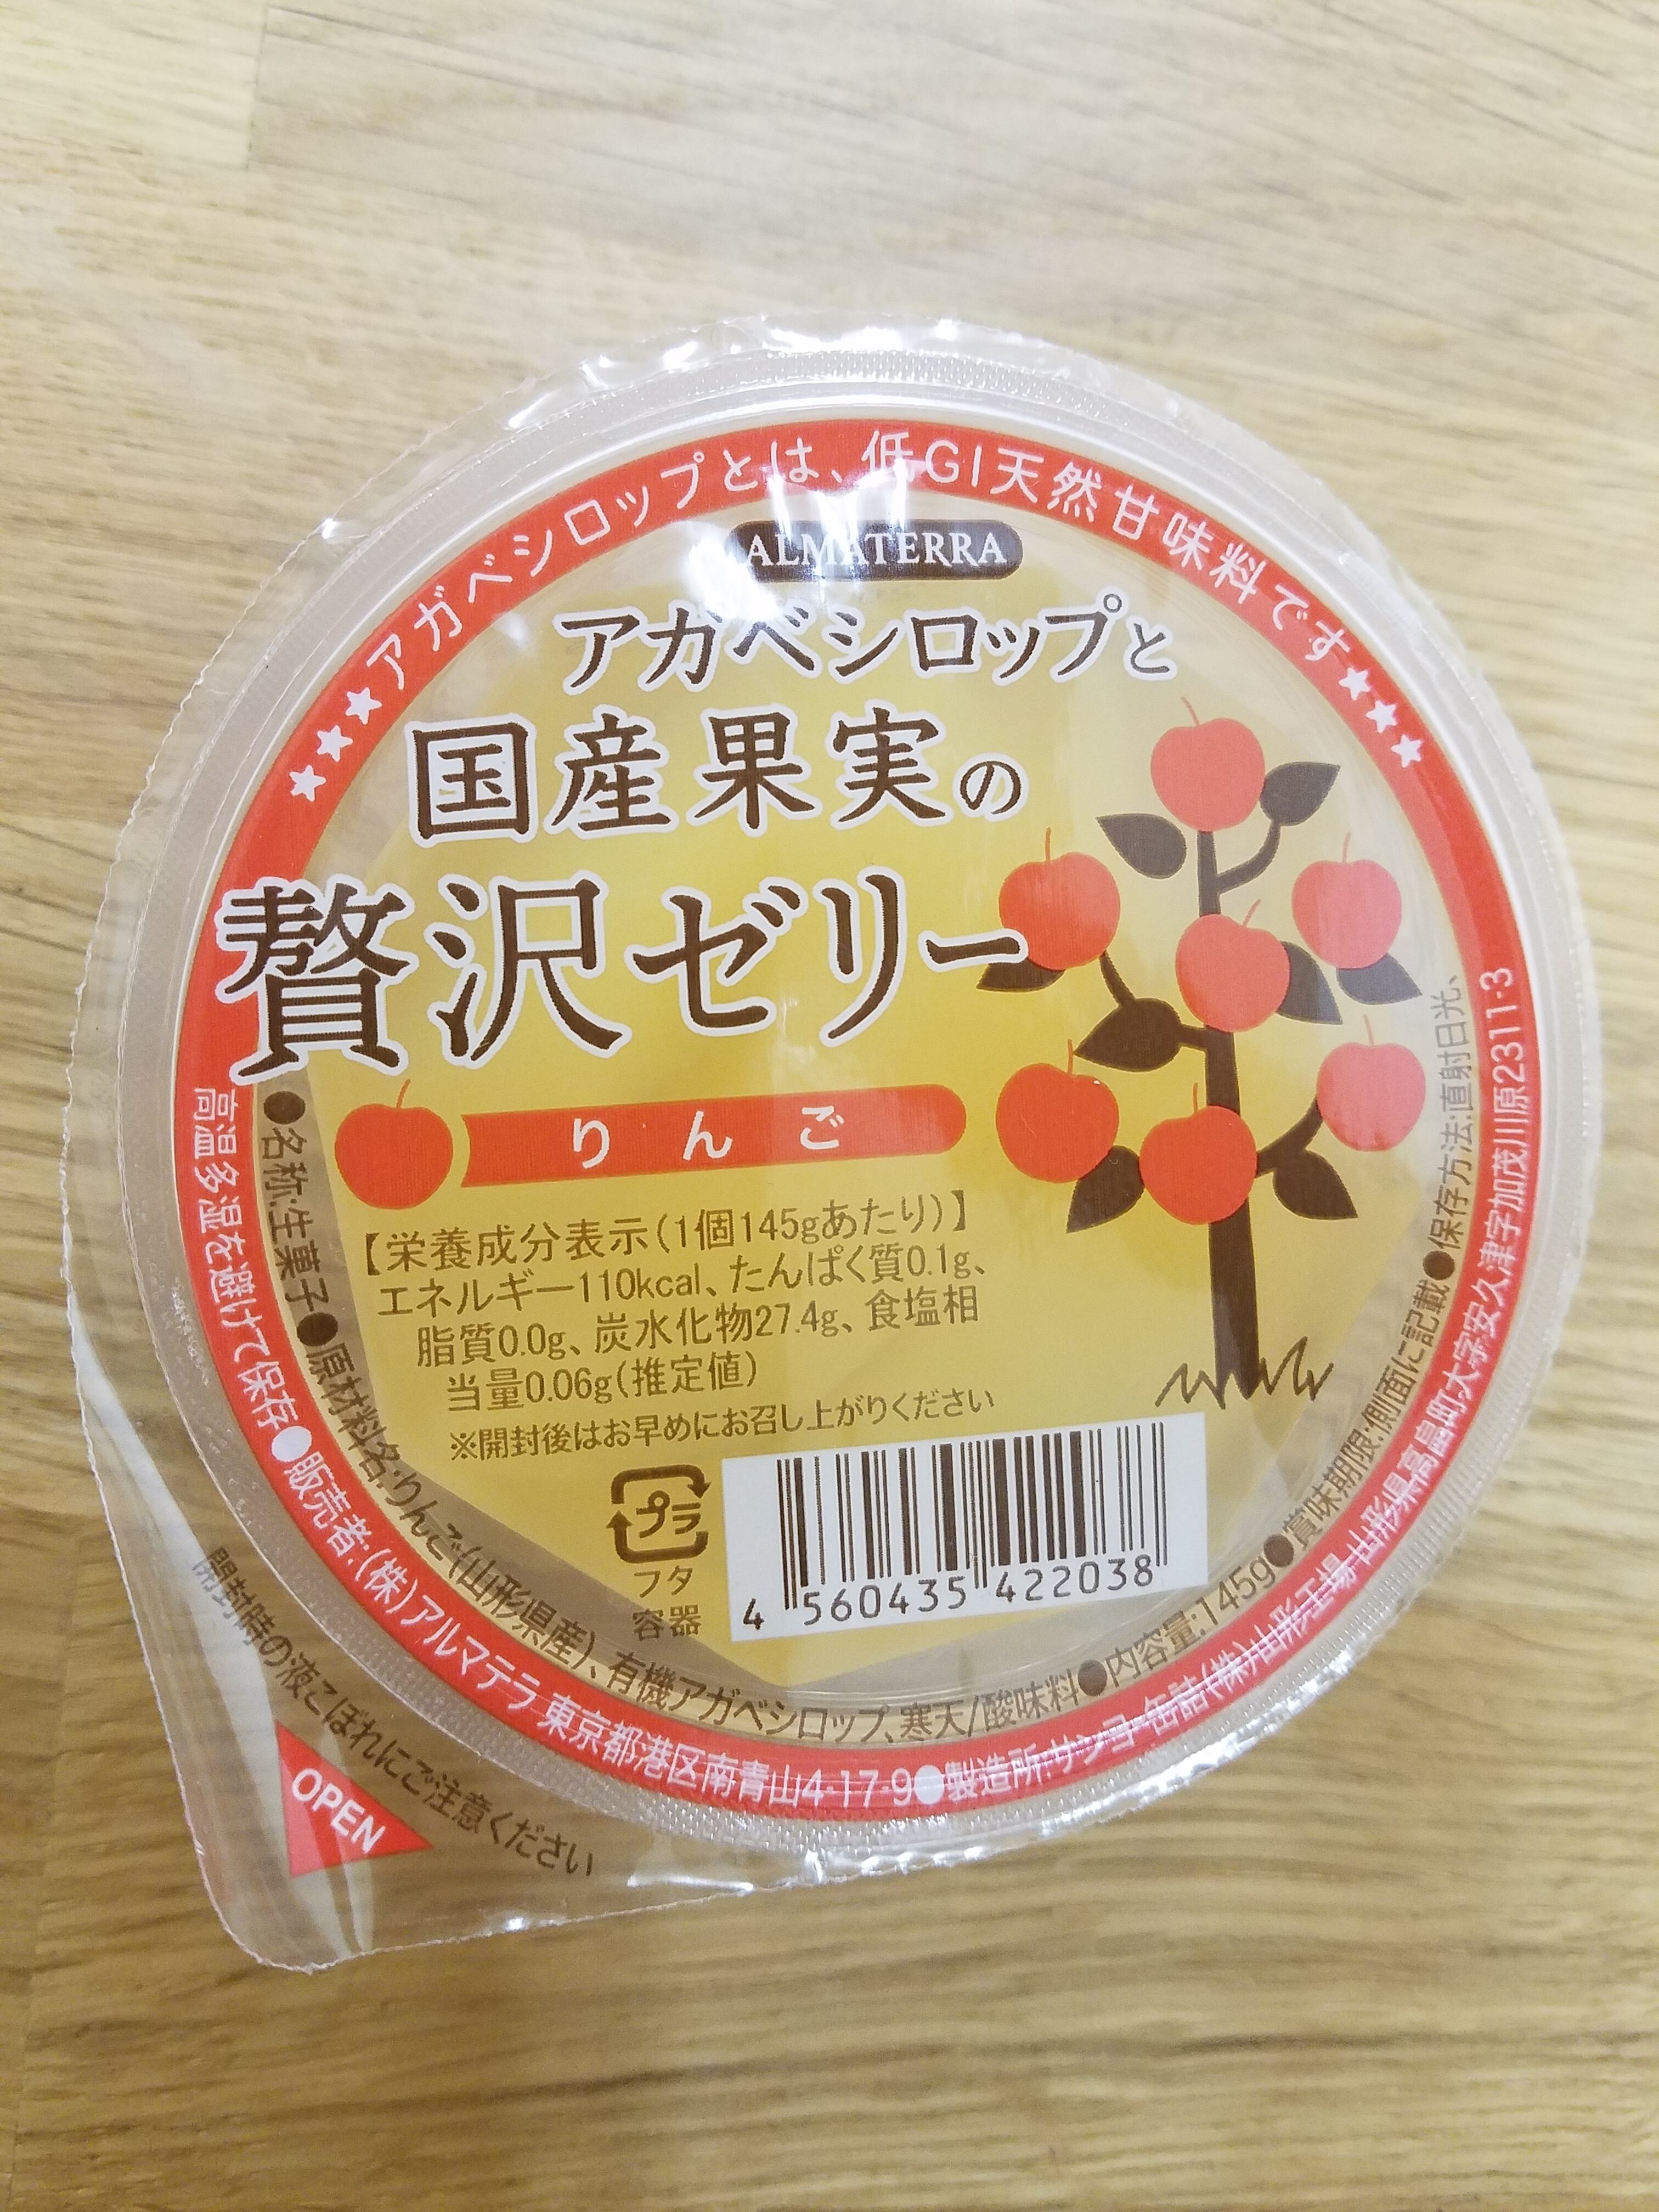 ★★★アガベシロップとは、低GI天然甘味料です★★★
ALMATERRA
アガベシロップと
国産果実の
贅沢ゼリー
りんご
【栄養成分表示(1個145gあたり)】
エネルギー110kcal、たんぱく質0.1g、
脂質0.0g、炭水化物27.4g、食塩相
当量0.06g(推定値)
※開封後はお早めにお召し上がりください
プラ
フタ
容器
4 560435 422038
●名称:生菓子●原材料名:りんご(山形県産)、有機アガベシロップ、寒天/酸味料●内容量:145g●賞味期限:側面に記載●保存方法:直射日光、
高温多湿を避けて保存●販売者:(株)アルマテラ 東京都港区南青山4-17-9●製造所:サンヨー缶詰(株)山形工場 山形県高畠町大字安久津字加茂川原2311-3
開封時の液こぼれにご注意ください
OPEN